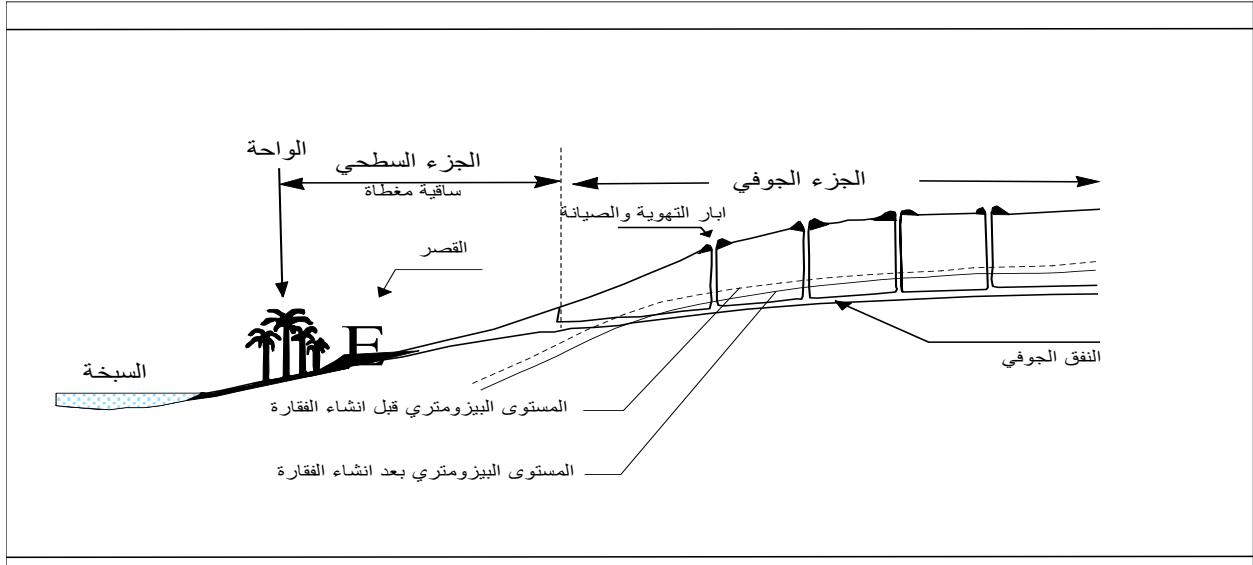 الواحة
الجزء السطحي
ساقية مغطاة
الجزء الجوفي
ابار التهوية والصيانة
القصر
E
السبخة
النفق الجوفي
المستوى البيزومتري قبل انشاء الفقارة
المستوى البيزومتري بعد انشاء الفقارة